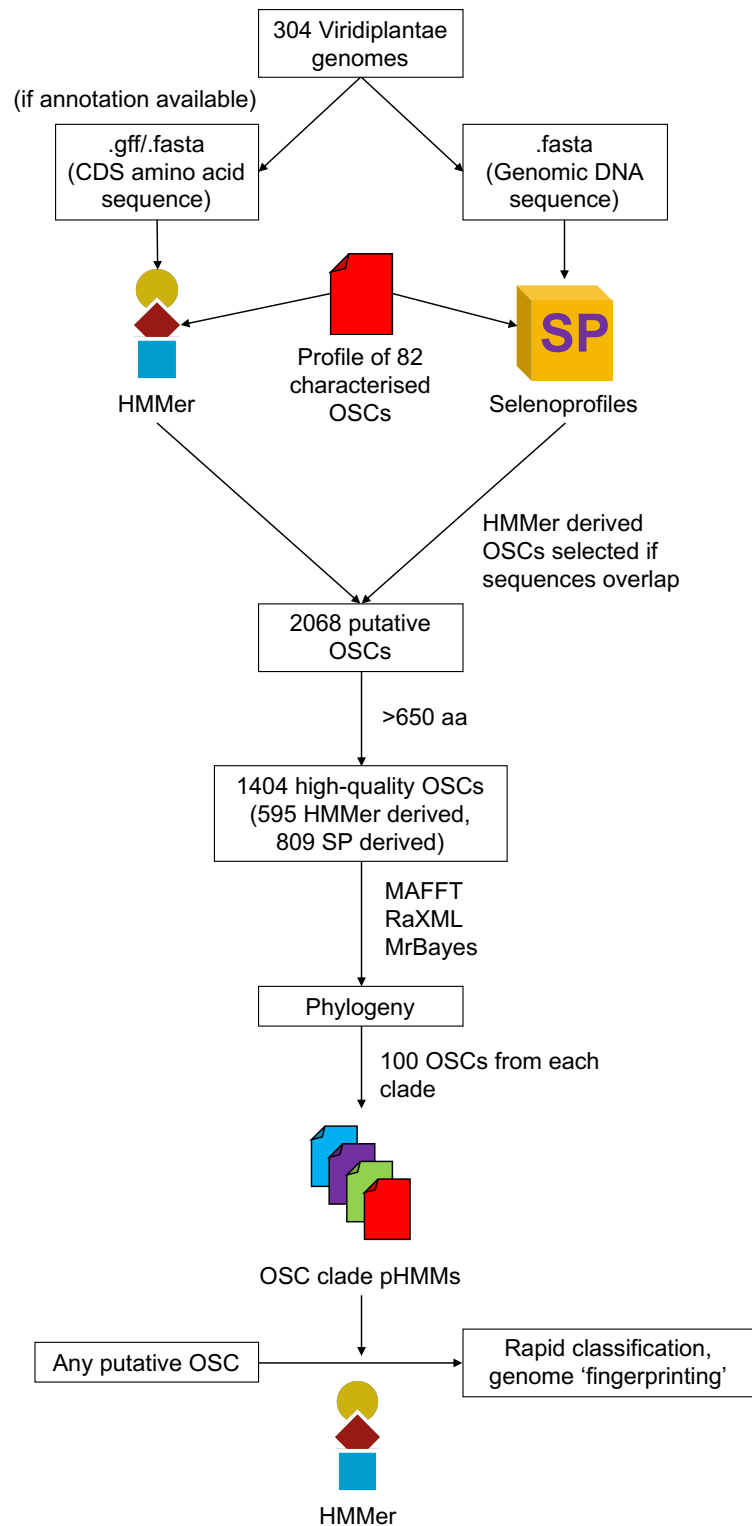 304 Viridiplantae
genomes
(if annotation available)
.gff/.fasta
(CDS amino acid
sequence)
.fasta
(Genomic DNA
sequence)
HMMer
Profile of 82
characterised
OSCs
SP
Selenoprofiles
HMMer derived
OSCs selected if
sequences overlap
2068 putative
OSCs
>650 aa
1404 high-quality OSCs
(595 HMMer derived,
809 SP derived)
MAFFT
RaXML
MrBayes
Phylogeny
100 OSCs from each
clade
OSC clade pHMMs
Any putative OSC
Rapid classification,
genome ‘fingerprinting’
HMMer